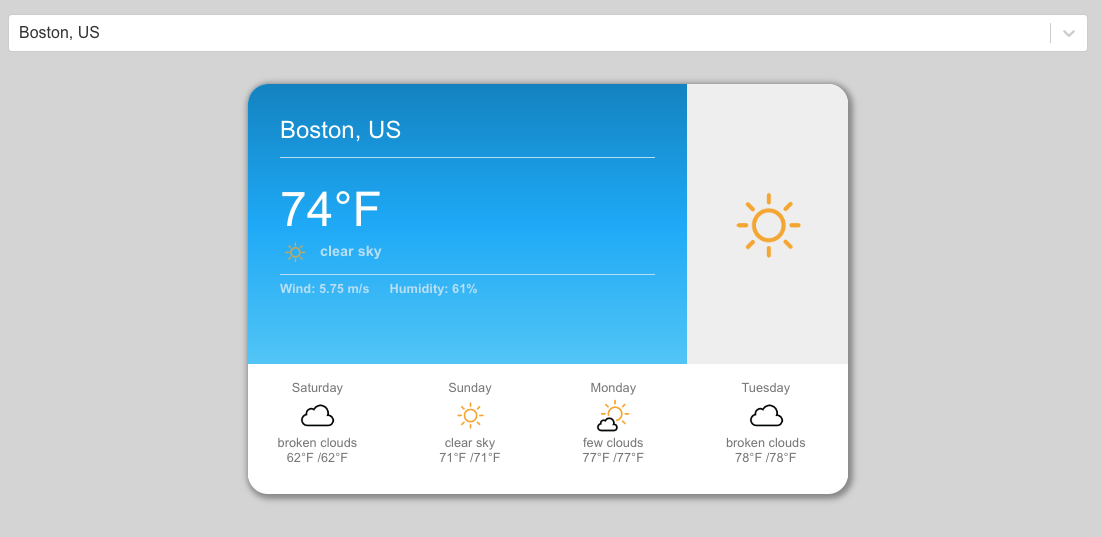 Boston, US
Boston, US
74°F
clear sky
Wind: 5.75 m/s Humidity: 61%
Saturday Sunday Monday Tuesday
broken clouds clear sky few clouds broken clouds
62°F /62°F 71°F /71°F 77°F /77°F 78°F /78°F